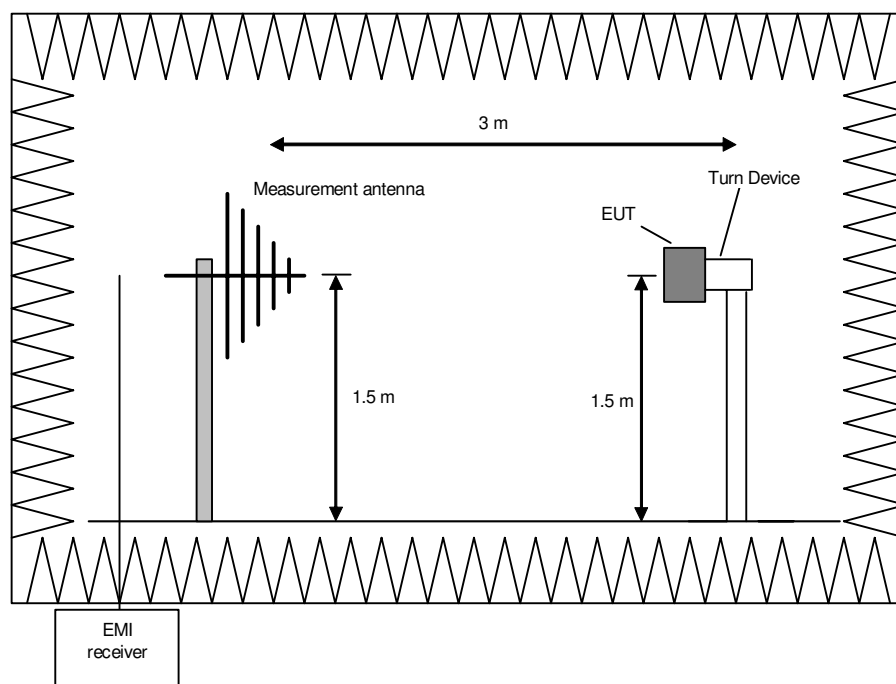 3 m
Measurement antenna
Turn Device
EUT
1.5 m
1.5 m
EMI
receiver